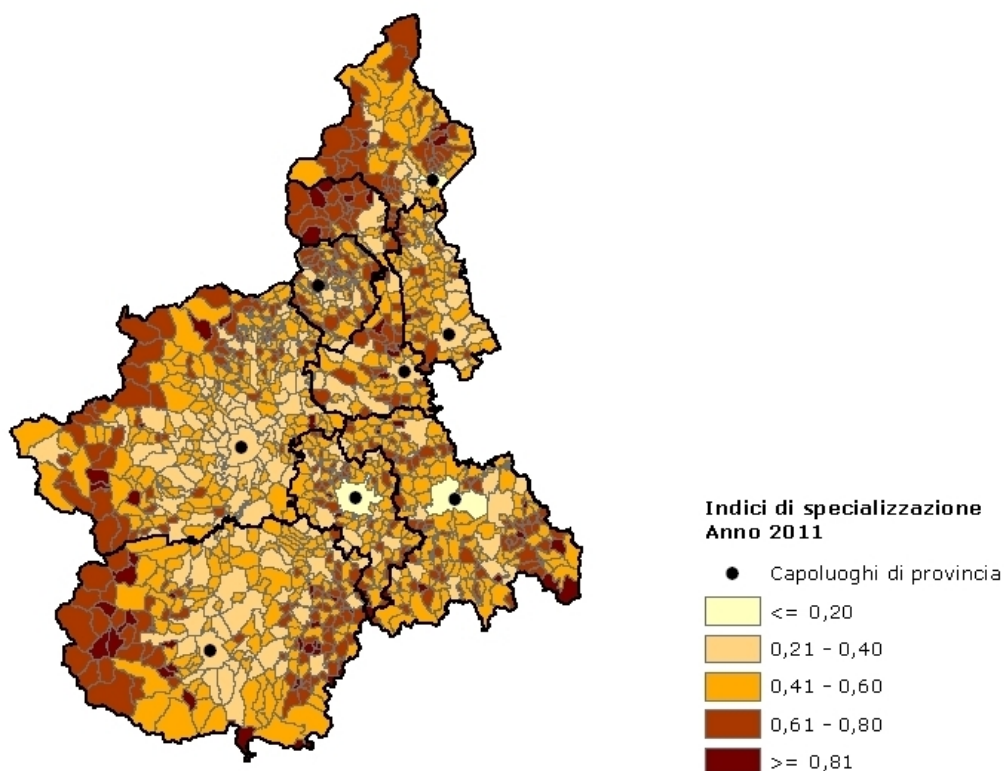 Indici di specializzazione
Anno 2011
Capoluoghi di provincia
<= 0,20
0,21 - 0,40
0,41 - 0,60
0,61 - 0,80
>= 0,81